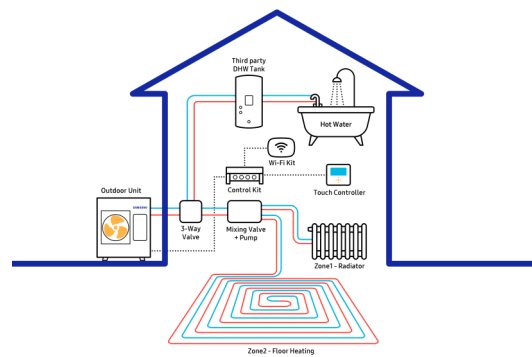 Third party
DHW Tank
Hot Water
Wi-Fi Kit
Control Kit
Touch Controller
Outdoor Unit
SAMSUNG
3-Way
Valve
Mixing Valve
+ Pump
Zone1 - Radiator
Zone2 - Floor Heating